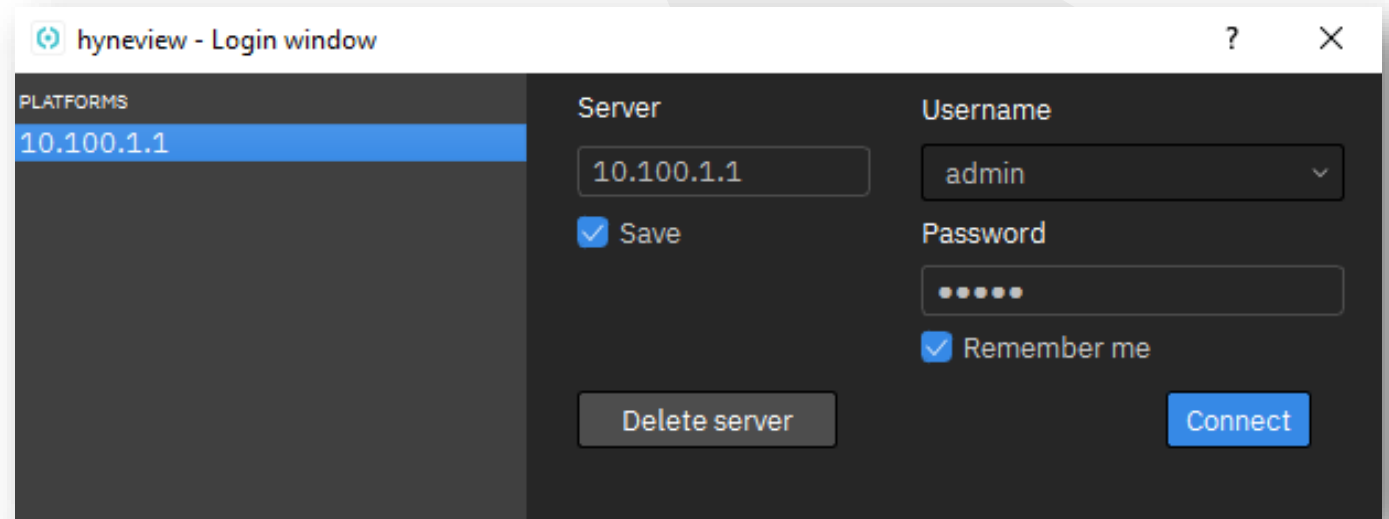 hyneview - Login window
?
PLATFORMS
10.100.1.1
Server
10.100.1.1
Save
Username
admin
Password
•••••
Remember me
Delete server
Connect